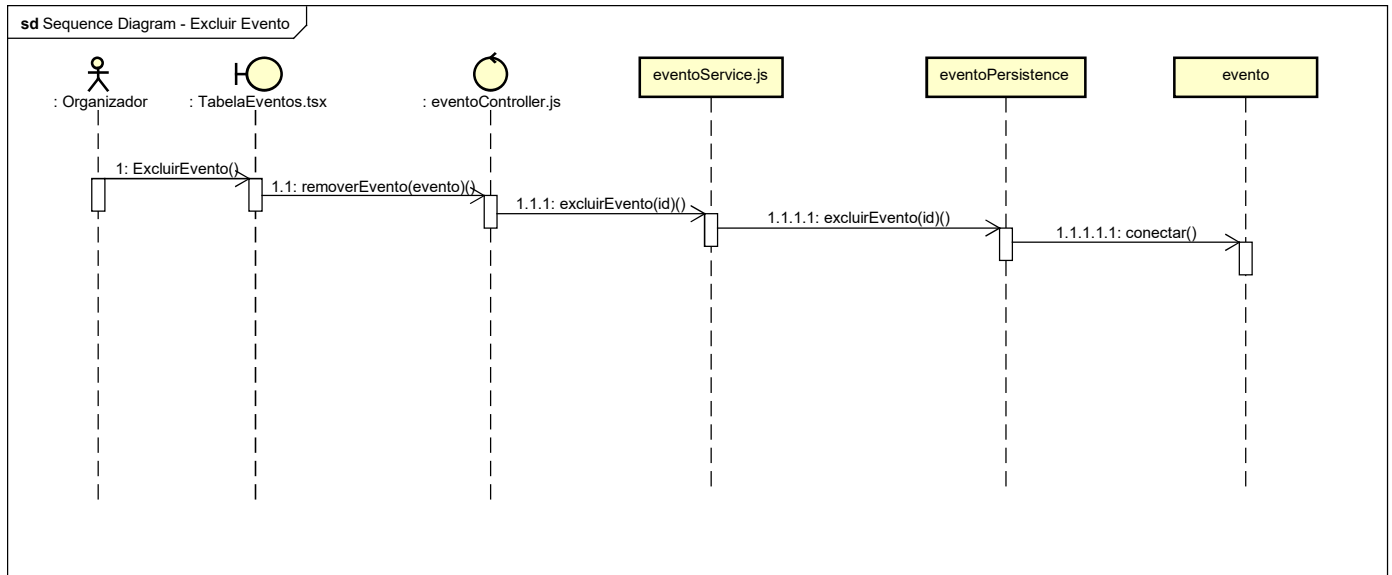 sd Sequence Diagram - Excluir Evento
: Organizador
: TabelaEventos.tsx
: eventoController.js
eventoService.js
eventoPersistence
evento
1: ExcluirEvento()
1.1: removerEvento(evento)()
1.1.1: excluirEvento(id)()
1.1.1.1: excluirEvento(id)()
1.1.1.1.1: conectar()